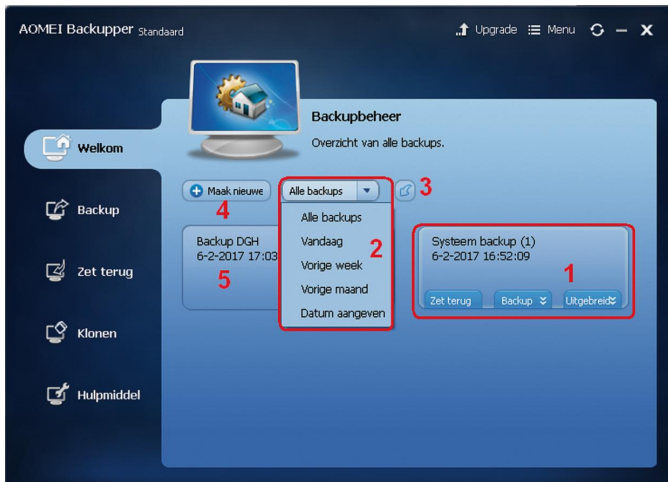 AOMEI Backupper Standaard
Upgrade Menu
Backupbeheer
Overzicht van alle backups.
Welkom
Backup
Zet terug
Klonen
Hulpmiddel
Maak nieuwe
Alle backups
3
4
Alle backups
Vandaag
Vorige week
Vorige maand
Datum aangeven
2
Backup DGH
6-2-2017 17:03
5
Systeem backup (1)
6-2-2017 16:52:09
1
Zet terug Backup Uitgebreid